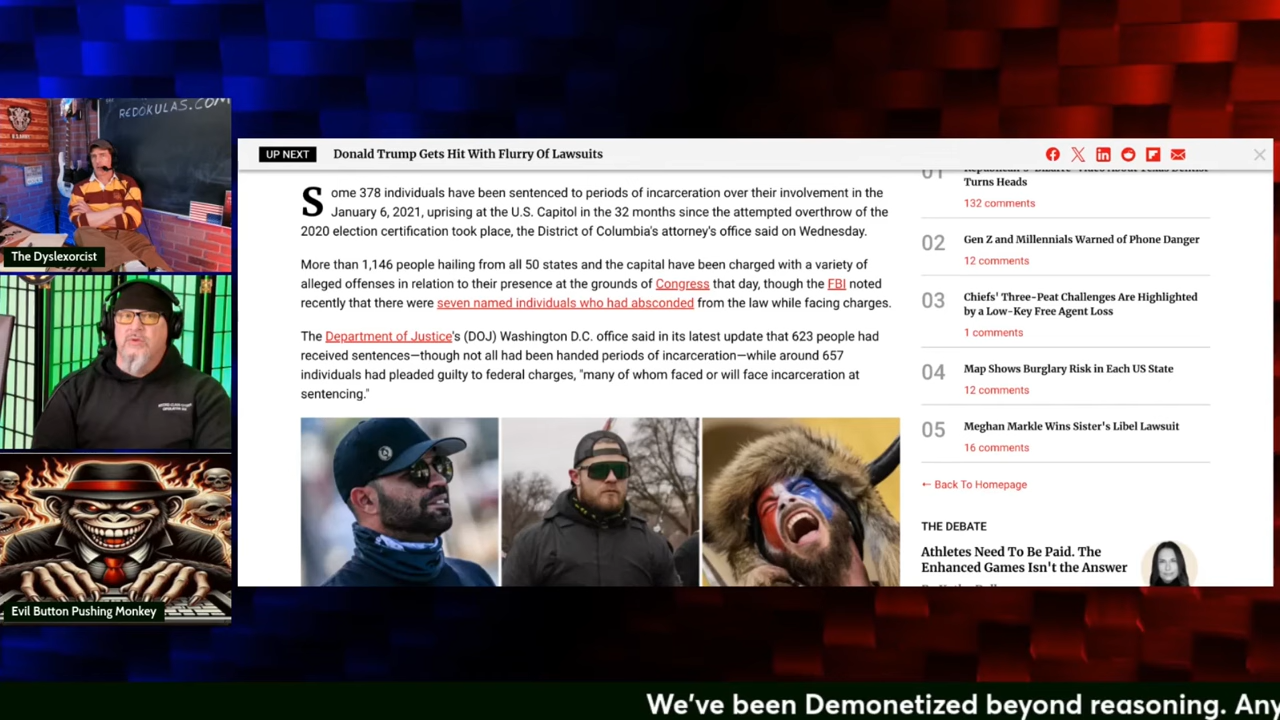 REDOKULAS.COM
The Dyslexorcist
Evil Button Pushing Monkey
UP NEXT
Donald Trump Gets Hit With Flurry Of Lawsuits
Some 378 individuals have been sentenced to periods of incarceration over their involvement in the
January 6, 2021, uprising at the U.S. Capitol in the 32 months since the attempted overthrow of the
2020 election certification took place, the District of Columbia's attorney's office said on Wednesday.
More than 1,146 people hailing from all 50 states and the capital have been charged with a variety of
alleged offenses in relation to their presence at the grounds of Congress that day, though the FBI noted
recently that there were seven named individuals who had absconded from the law while facing charges.
The Department of Justice's (DOJ) Washington D.C. office said in its latest update that 623 people had
received sentences—though not all had been handed periods of incarceration—while around 657
individuals had pleaded guilty to federal charges, "many of whom faced or will face incarceration at
sentencing."
01
Republican's 'Bizarre' Video About Texas Dentist
Turns Heads
132 comments
02
Gen Z and Millennials Warned of Phone Danger
12 comments
03
Chiefs' Three-Peat Challenges Are Highlighted
by a Low-Key Free Agent Loss
1 comments
04
Map Shows Burglary Risk in Each US State
12 comments
05
Meghan Markle Wins Sister's Libel Lawsuit
16 comments
← Back To Homepage
THE DEBATE
Athletes Need To Be Paid. The
Enhanced Games Isn't the Answer
We've been Demonetized beyond reasoning. Any